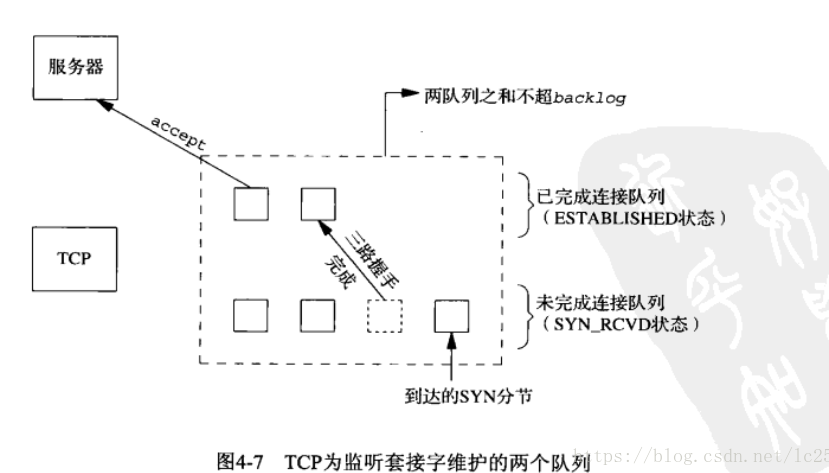 服务器
两队列之和不超backlog
accept
已完成连接队列
（ESTABLISHED状态）
TCP
三路握手
完成
未完成连接队列
（SYN_RCVD状态）
到达的SYN分节
图4-7 TCP为监听套接字维护的两个队列
https://blog.csdn.net/lc25